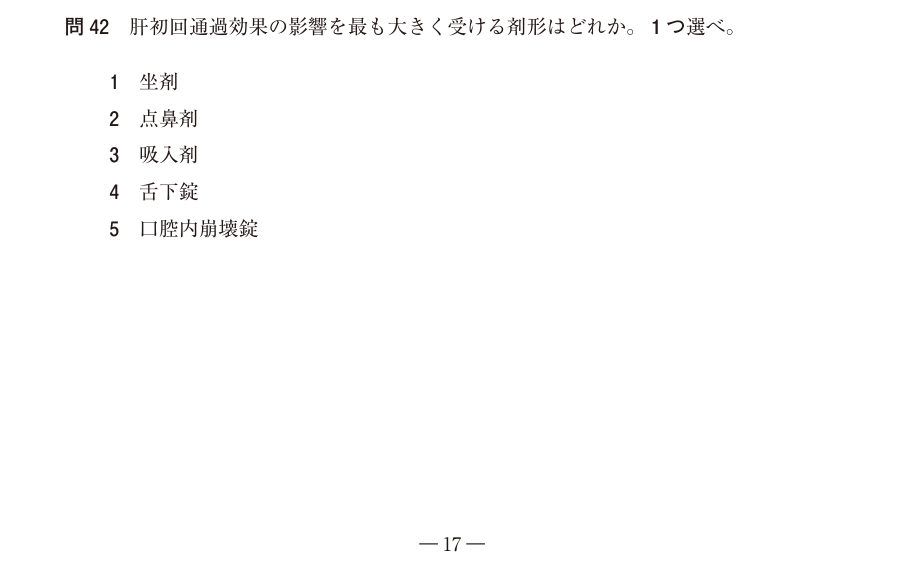 問 42 肝初回通過効果の影響を最も大きく受ける剤形はどれか。1つ選べ。
1 坐剤
2 点鼻剤
3 吸入剤
4 舌下錠
5 口腔内崩壊錠
— 17 —